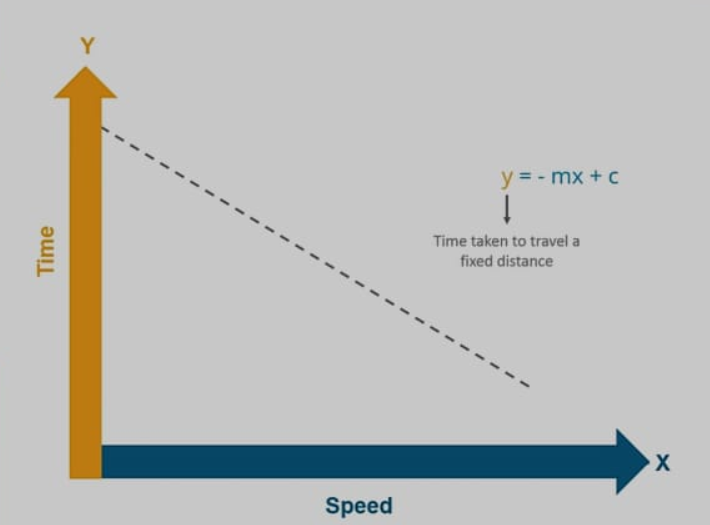 Y
y = - mx + c
Time taken to travel a
fixed distance
Time
X
Speed